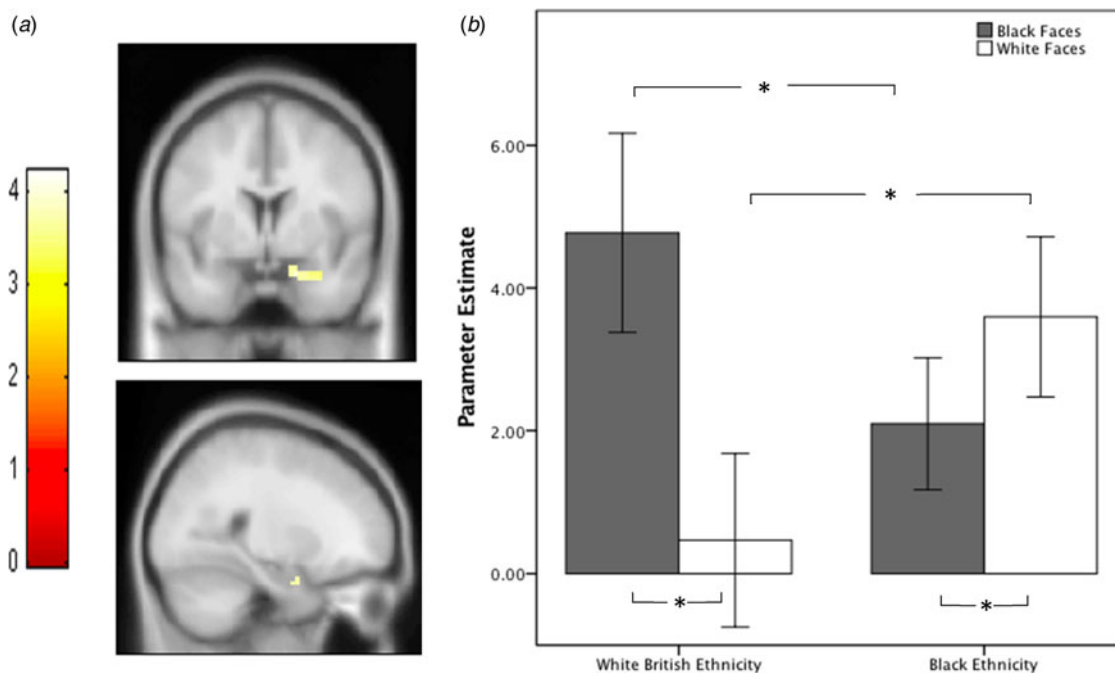 (a)
4
3
2
1
0
(b)
Black Faces
White Faces
*
*
6.00
4.00
2.00
0.00
Parameter Estimate
*
*
White British Ethnicity
Black Ethnicity